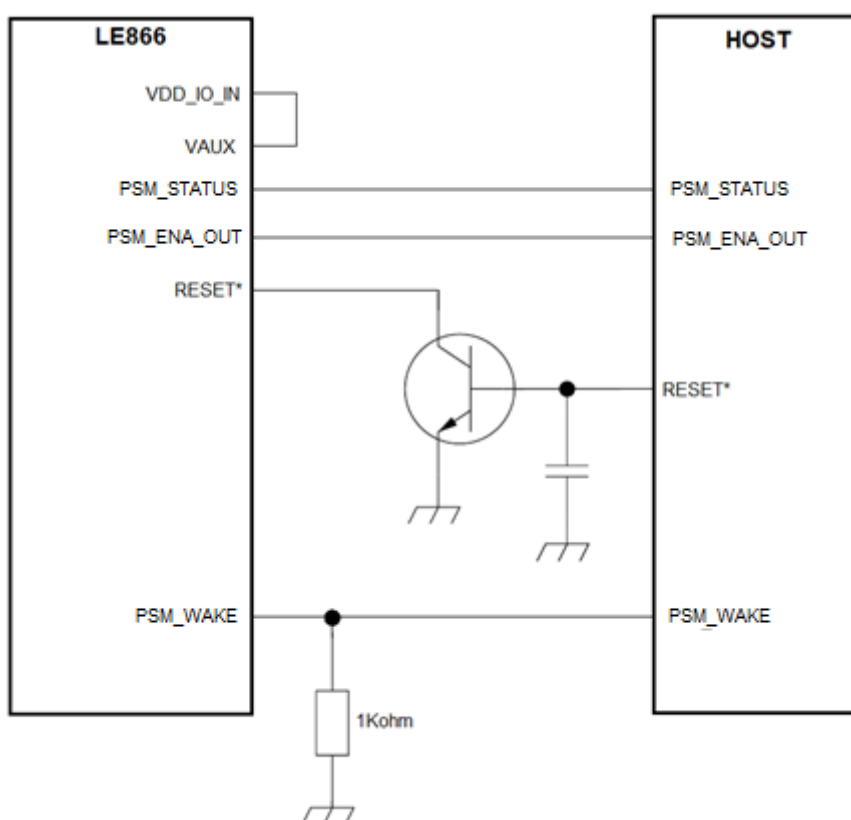 LE866
HOST
VDD_IO_IN
VAUX
PSM_STATUS
PSM_STATUS
PSM_ENA_OUT
PSM_ENA_OUT
RESET*
RESET*
PSM_WAKE
PSM_WAKE
1Kohm